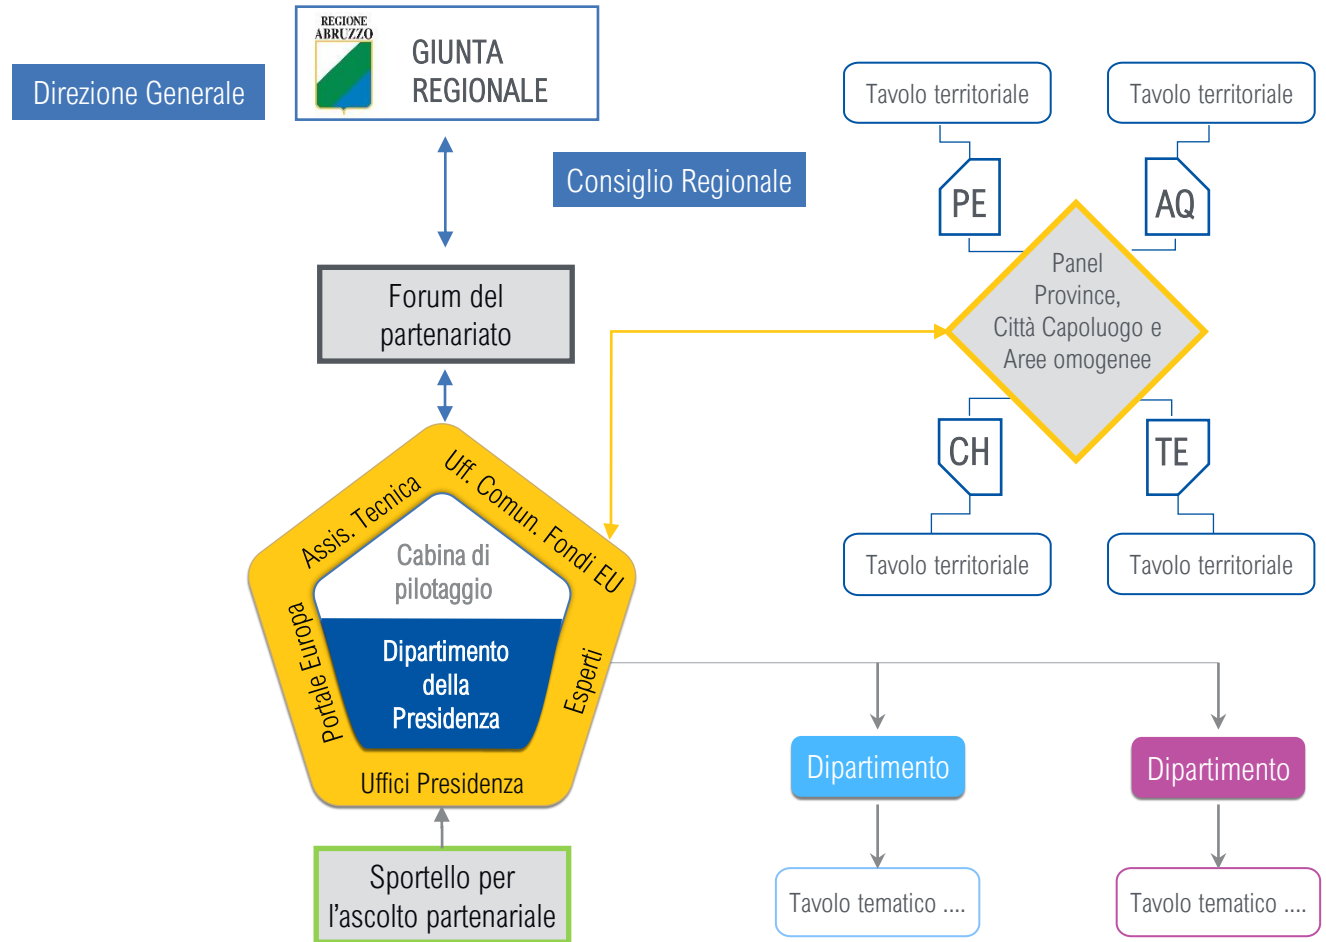 REGIONE
ABRUZZO
GIUNTA
REGIONALE
Direzione Generale
Consiglio Regionale
Forum del
partenariato
Tavolo territoriale
Tavolo territoriale
PE
AQ
Panel
Province,
Città Capoluogo e
Aree omogenee
CH
TE
Tavolo territoriale
Tavolo territoriale
Assis. Tecnica
Uff. Comun. Fondi EU
Portale Europa
Esperti
Uffici Presidenza
Cabina di
pilotaggio
Dipartimento
della
Presidenza
Sportello per
l'ascolto partenariale
Dipartimento
Dipartimento
Tavolo tematico ....
Tavolo tematico ....